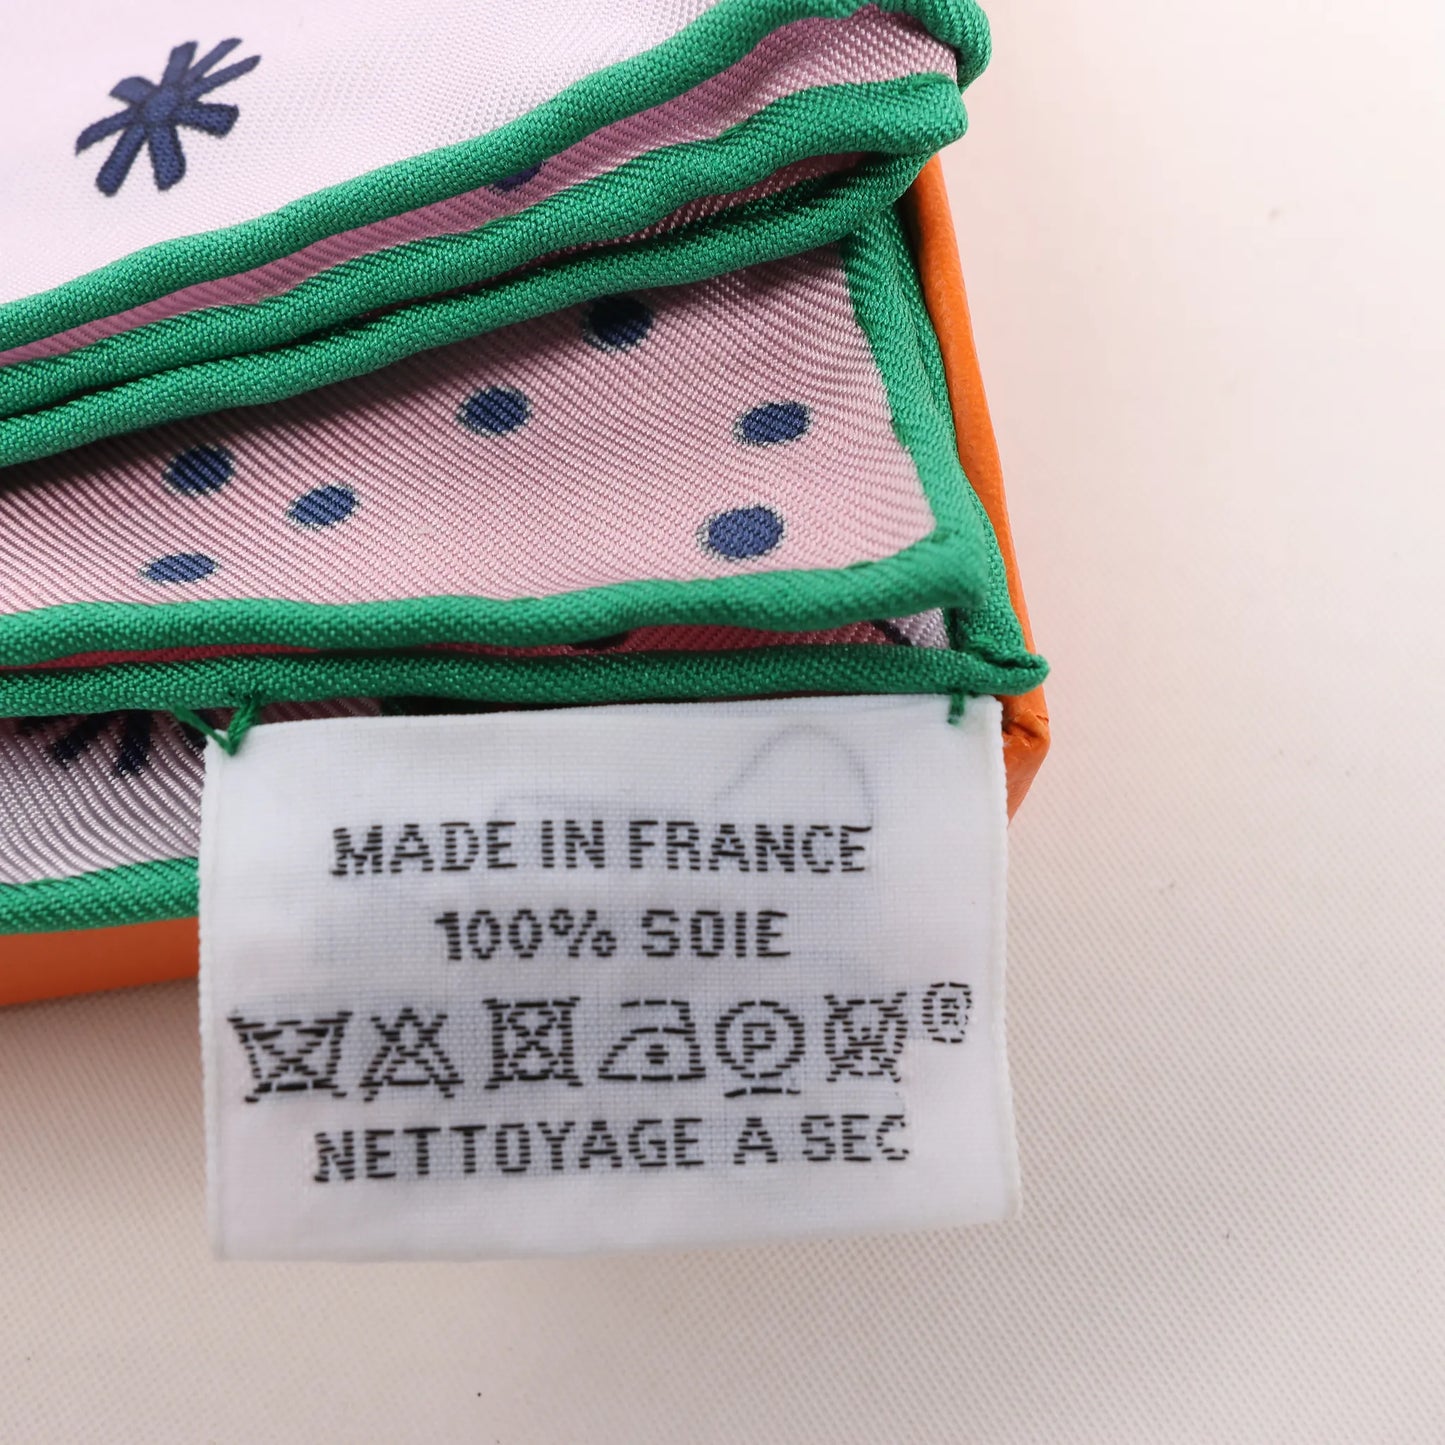 MADE IN FRANCE
100% SOIE
P W ®
NETTOYAGE A SEC